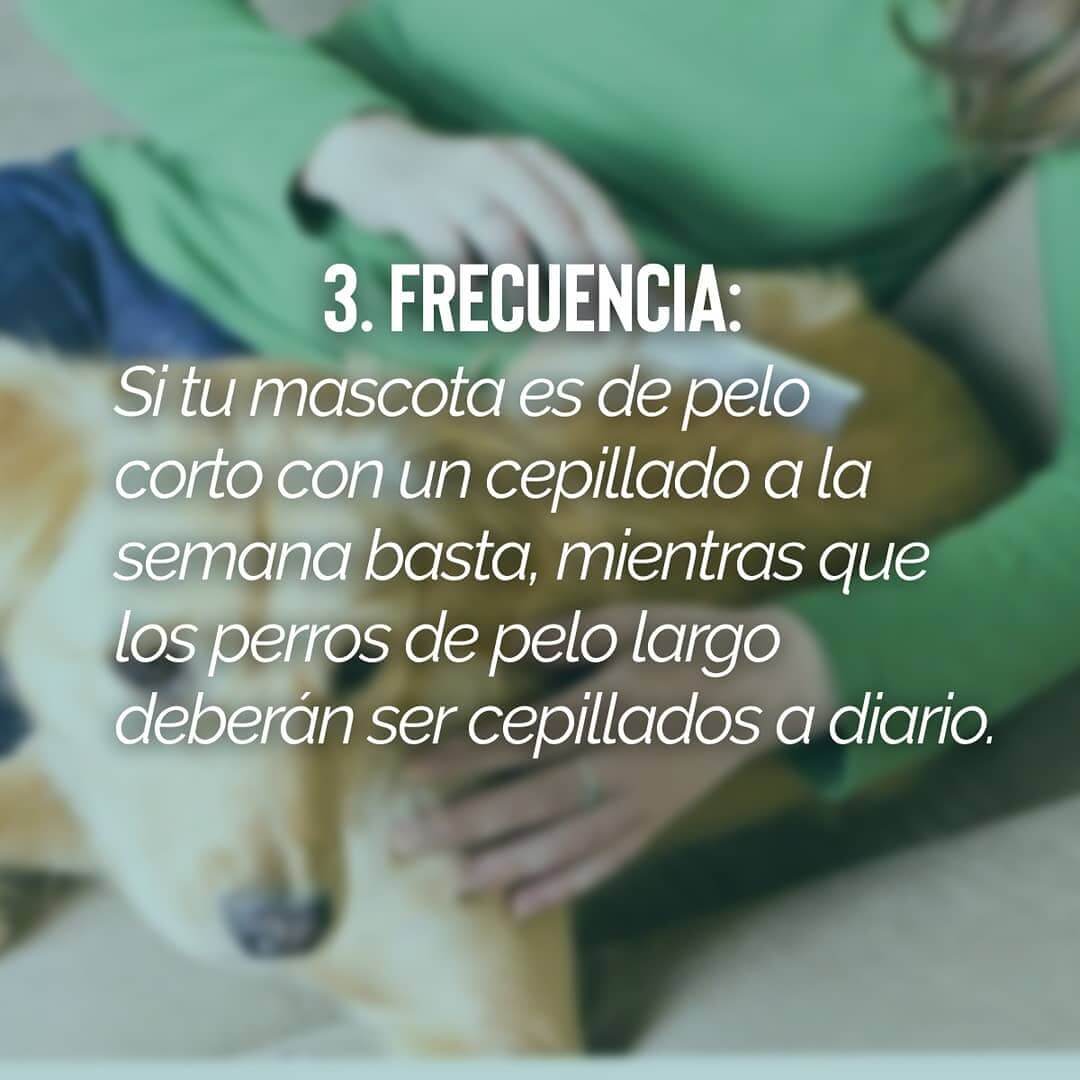 3. FRECUENCIA:
Si tu mascota es de pelo
corto con un cepillado a la
semana basta, mientras que
los perros de pelo largo
deberán ser cepillados a diario.